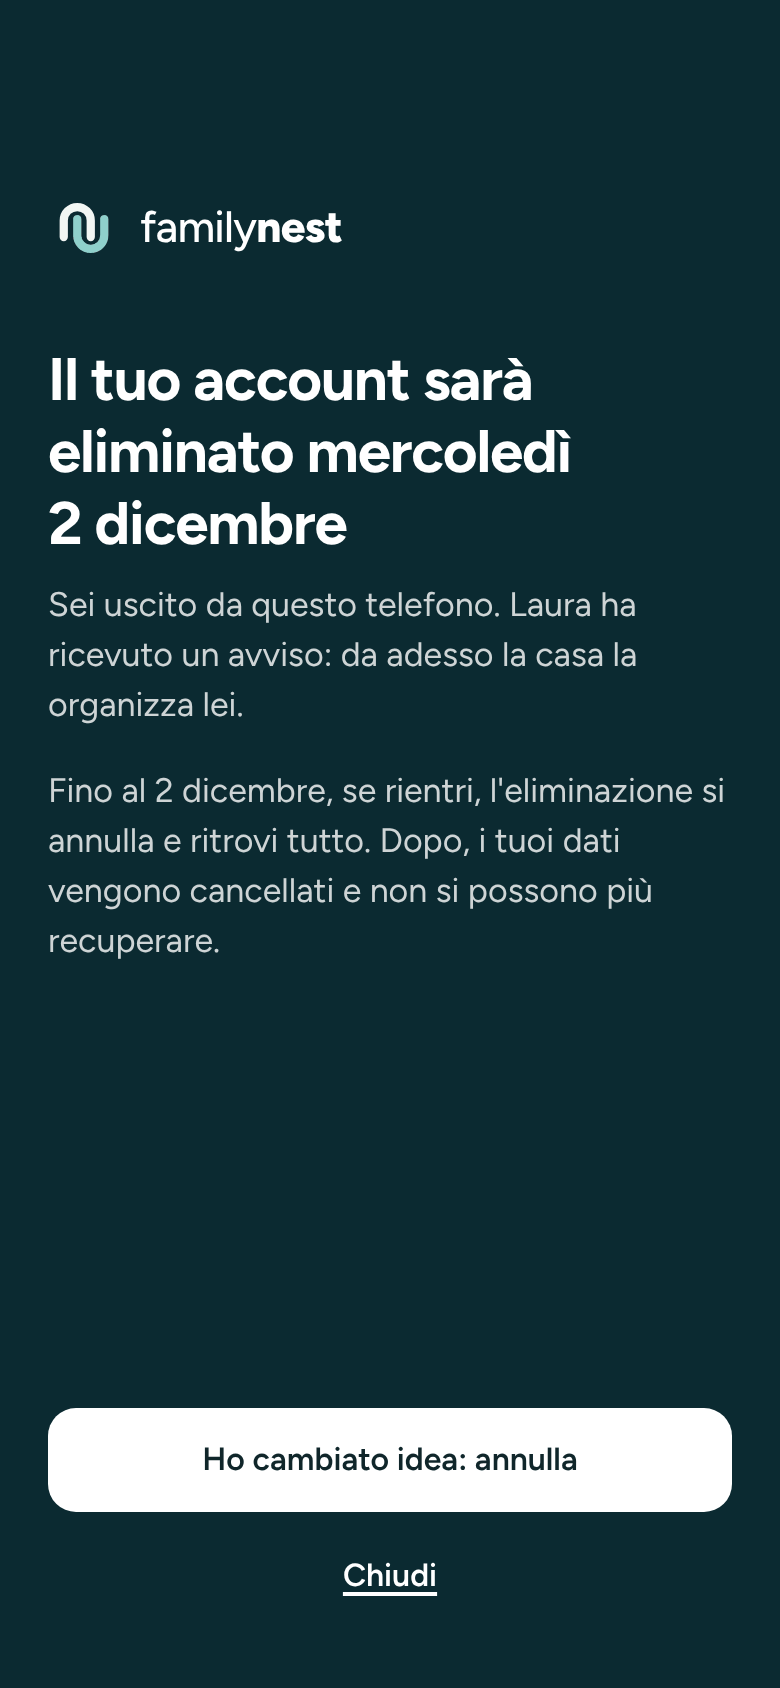 familynest
Il tuo account sarà
eliminato mercoledì
2 dicembre
Sei uscito da questo telefono. Laura ha
ricevuto un avviso: da adesso la casa la
organizza lei.
Fino al 2 dicembre, se rientri, l'eliminazione si
annulla e ritrovi tutto. Dopo, i tuoi dati
vengono cancellati e non si possono più
recuperare.
Ho cambiato idea: annulla
Chiudi